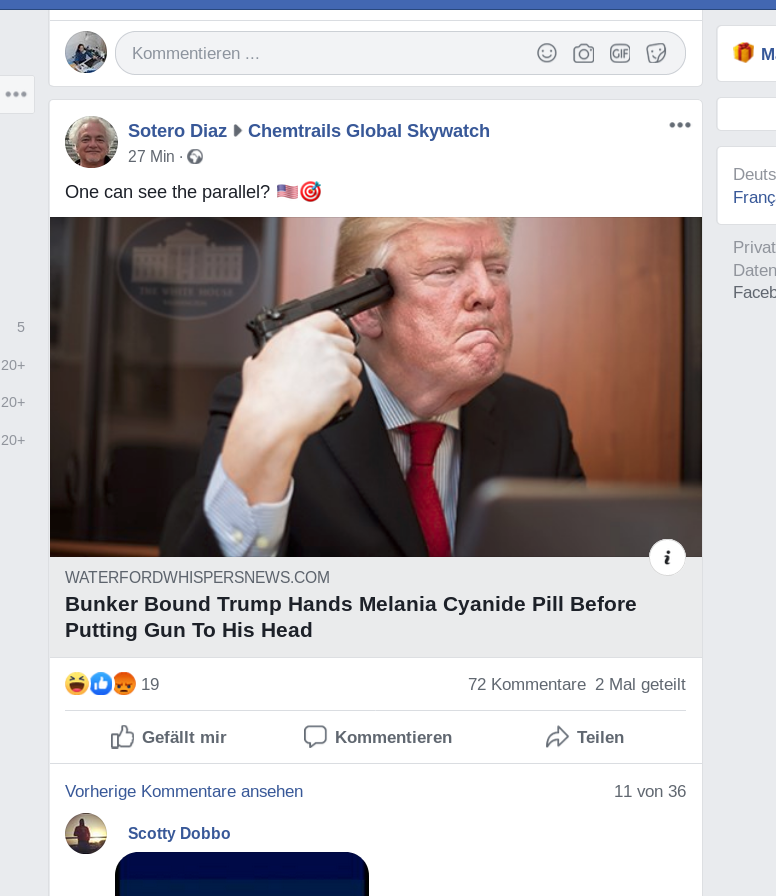 Kommentieren ...
GIF
Sotero Diaz Chemtrails Global Skywatch
27 Min ·
One can see the parallel? 🇺🇸🎯
THE WHITE HOUSE
WATERFORDWHISPERSNEWS.COM
i
Bunker Bound Trump Hands Melania Cyanide Pill Before
Putting Gun To His Head
19
72 Kommentare 2 Mal geteilt
Gefällt mir Kommentieren Teilen
Vorherige Kommentare ansehen 11 von 36
Scotty Dobbo
5
20+
20+
20+
Deuts
Franç
Privat
Daten
Faceb